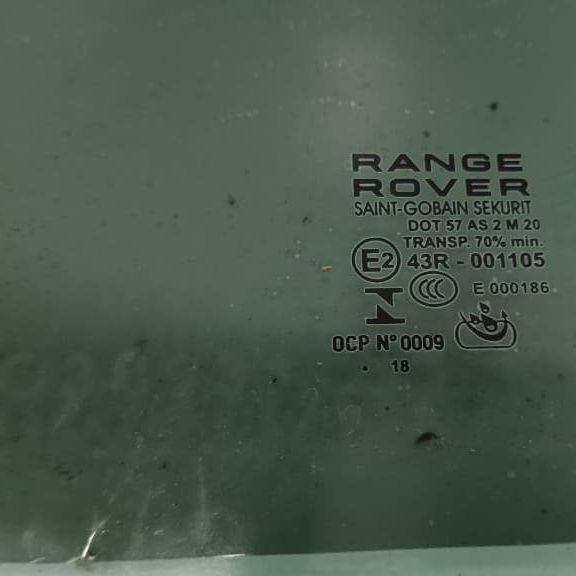 RANGE
ROVER
SAINT-GOBAIN SEKURIT
DOT 57 AS 2 M 20
TRANSP. 70% min.
E2 43R - 001105
CCC E 000186
OCP N° 0009
. 18